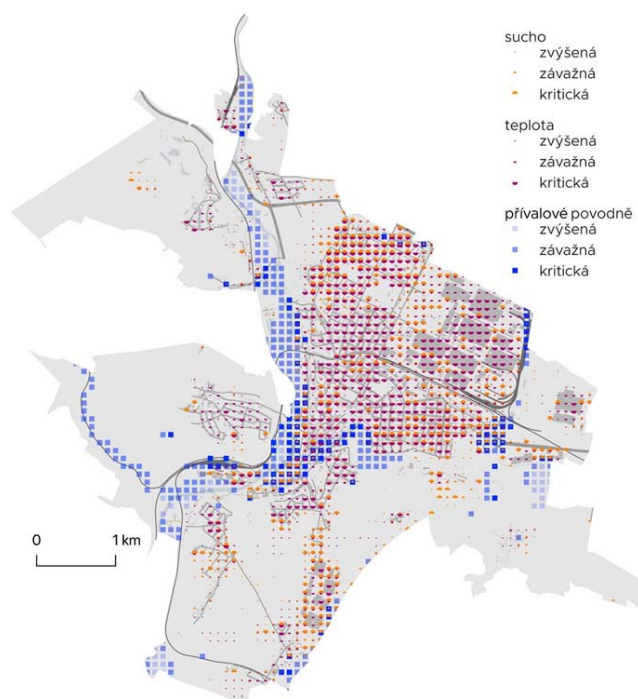 sucho
zvýšená
závažná
kritická
teplota
zvýšená
závažná
kritická
přívalové povodně
zvýšená
závažná
kritická
0 1 km